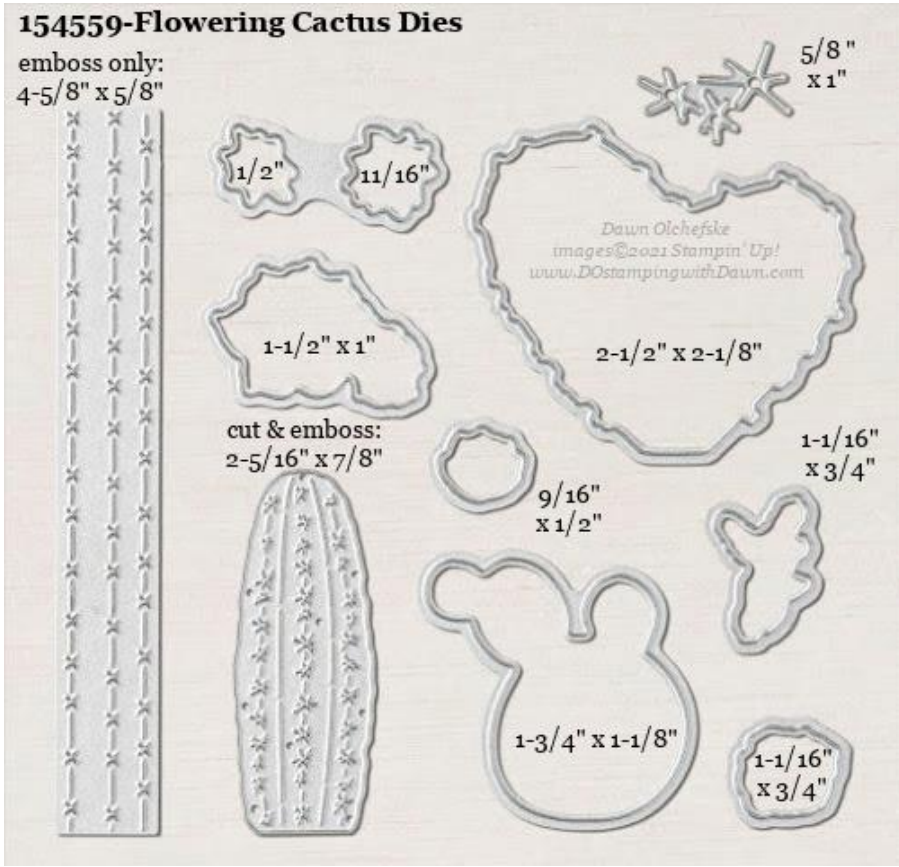 154559-Flowering Cactus Dies
emboss only:
4-5/8" x 5/8"
5/8 "
x 1"
1/2"
11/16"
Dawn Olchefske
images©2021 Stampin' Up!
www.DOstampingwithDawn.com
1-1/2" x 1"
2-1/2" x 2-1/8"
cut & emboss:
2-5/16" x 7/8"
1-1/16"
x 3/4"
9/16"
x 1/2"
1-3/4" x 1-1/8"
1-1/16"
x 3/4"